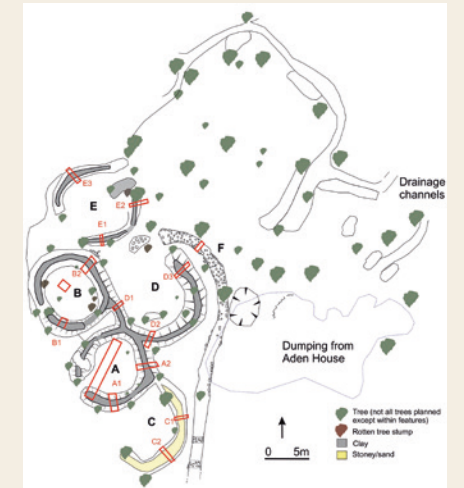 Drainage
channels
E3
E
E2
E1
F
B2
D
D3
B
D1
B1
D2
Dumping from
Aden House
A
A2
A1
C
C1
C2
0 5m
Tree (not all trees planned
except within features)
Rotten tree stump
Clay
Stoney/sand